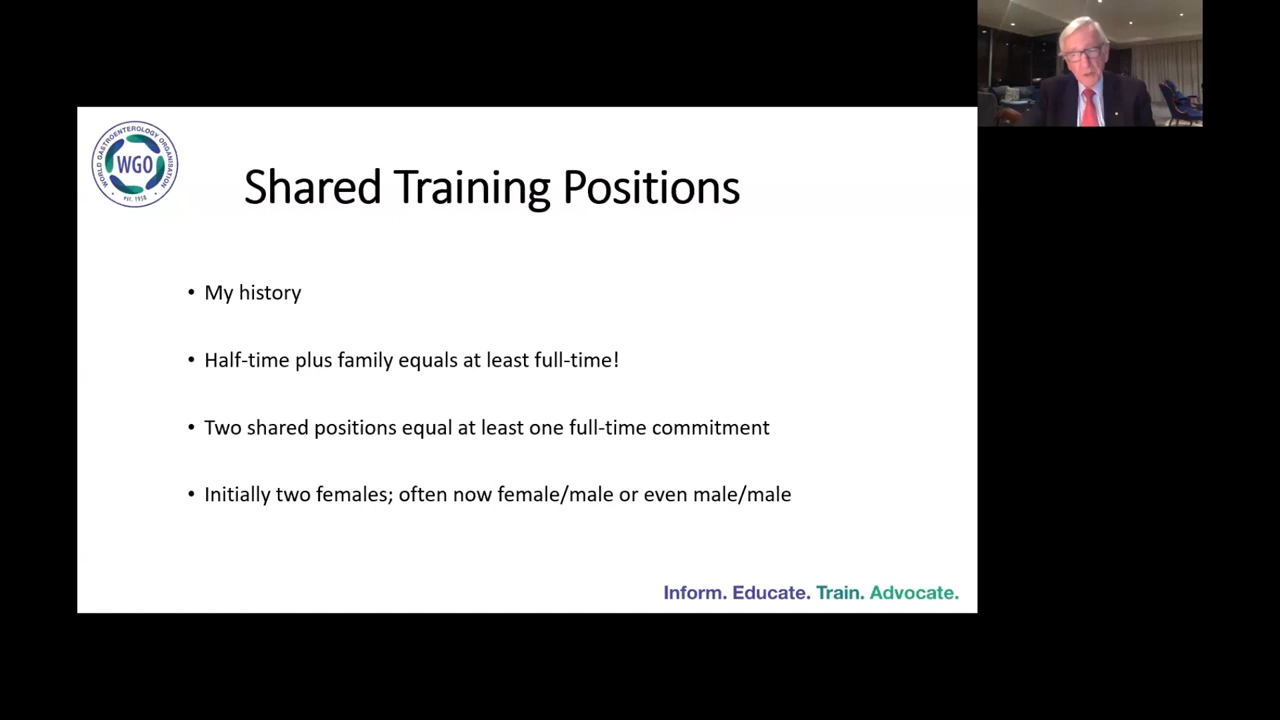 WORLD GASTROENTEROLOGY ORGANISATION
WGO
EST. 1958
Shared Training Positions
• My history
• Half-time plus family equals at least full-time!
• Two shared positions equal at least one full-time commitment
• Initially two females; often now female/male or even male/male
Inform. Educate. Train. Advocate.